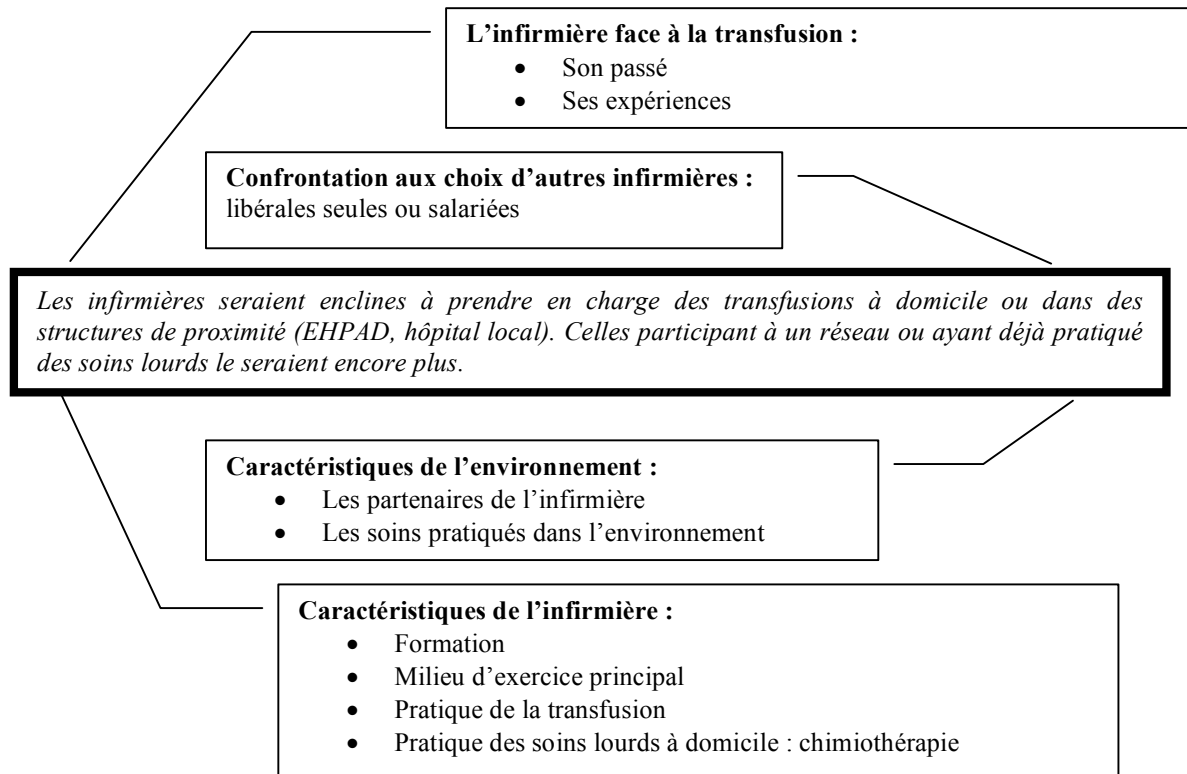 L'infirmière face à la transfusion :
• Son passé
• Ses expériences
Confrontation aux choix d'autres infirmières :
libérales seules ou salariées
Les infirmières seraient enclines à prendre en charge des transfusions à domicile ou dans des
structures de proximité (EHPAD, hôpital local). Celles participant à un réseau ou ayant déjà pratiqué
des soins lourds le seraient encore plus.
Caractéristiques de l'environnement :
• Les partenaires de l'infirmière
• Les soins pratiqués dans l'environnement
Caractéristiques de l'infirmière :
• Formation
• Milieu d'exercice principal
• Pratique de la transfusion
• Pratique des soins lourds à domicile : chimiothérapie